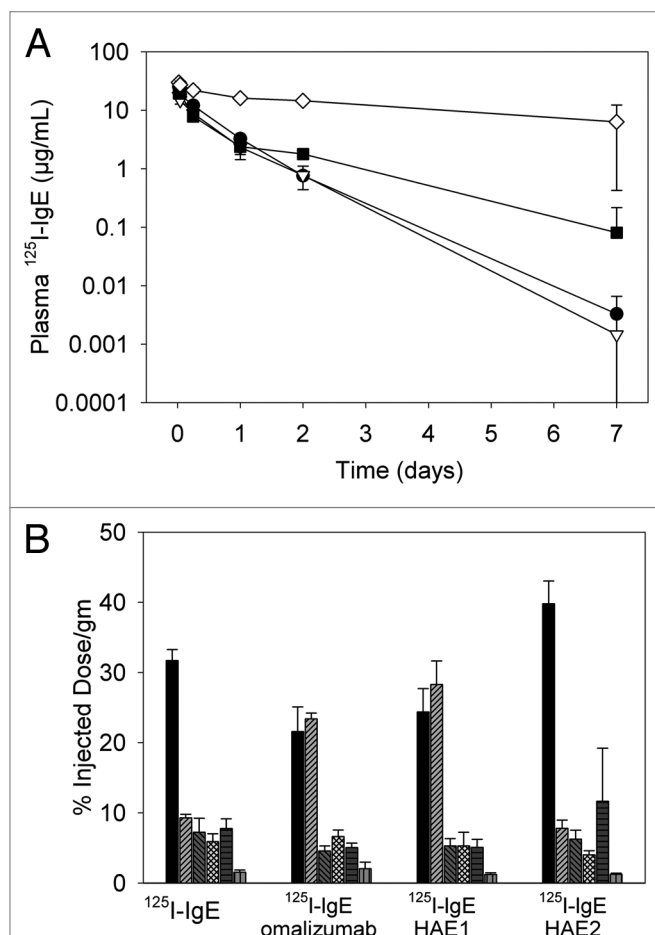 A
100
10
1
0.1
0.01
0.001
0.0001
Plasma ¹²⁵I-IgE (µg/mL)
0 1 2 3 4 5 6 7
Time (days)
B
50
40
30
20
10
0
% Injected Dose/gm
¹²⁵I-IgE ¹²⁵I-IgE ¹²⁵I-IgE ¹²⁵I-IgE
omalizumab HAE1 HAE2